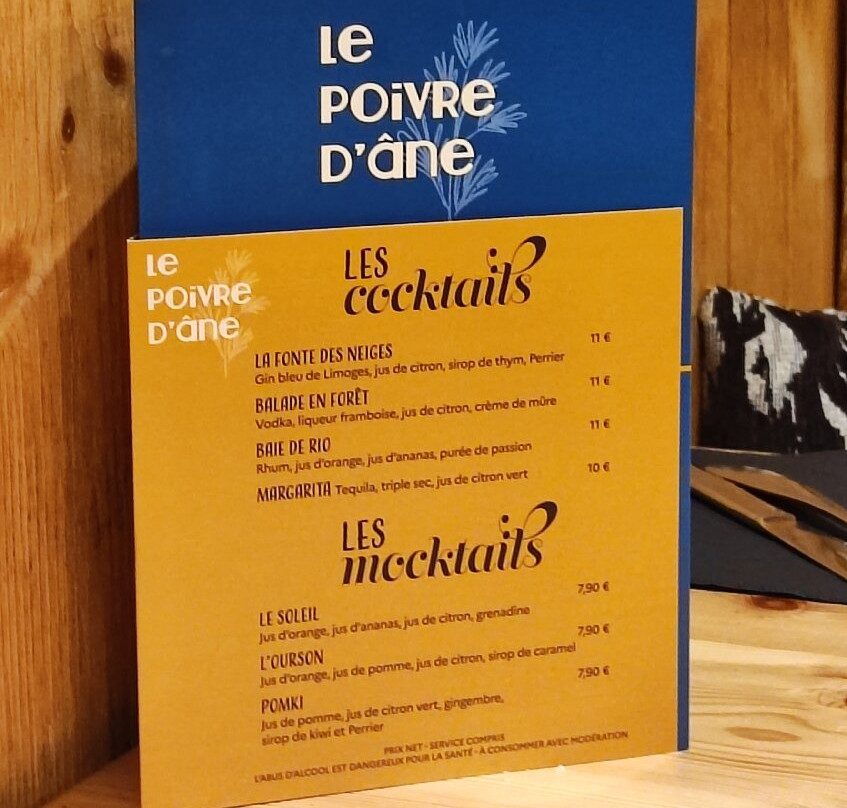 Le
POiVRe
D'âne
Le
POiVRe
D'âne
LES
cocktails
LA FONTE DES NEIGES 11 €
Gin bleu de Limoges, jus de citron, sirop de thym, Perrier
BALADE EN FORÊT 11 €
Vodka, liqueur framboise, jus de citron, crème de mûre
BAIE DE RIO 11 €
Rhum, jus d'orange, jus d'ananas, purée de passion
MARGARITA Tequila, triple sec, jus de citron vert 10 €
LES
mocktails
LE SOLEIL 7,90 €
Jus d'orange, jus d'ananas, jus de citron, grenadine
L'OURSON 7,90 €
Jus d'orange, jus de pomme, jus de citron, sirop de caramel
POMKI 7,90 €
Jus de pomme, jus de citron vert, gingembre,
sirop de kiwi et Perrier
PRIX NET - SERVICE COMPRIS
L'ABUS D'ALCOOL EST DANGEREUX POUR LA SANTÉ - À CONSOMMER AVEC MODÉRATION